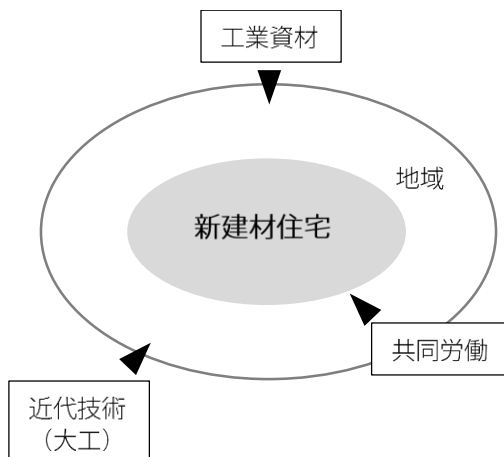 工業資材
地域
新建材住宅
共同労働
近代技術
（大工）